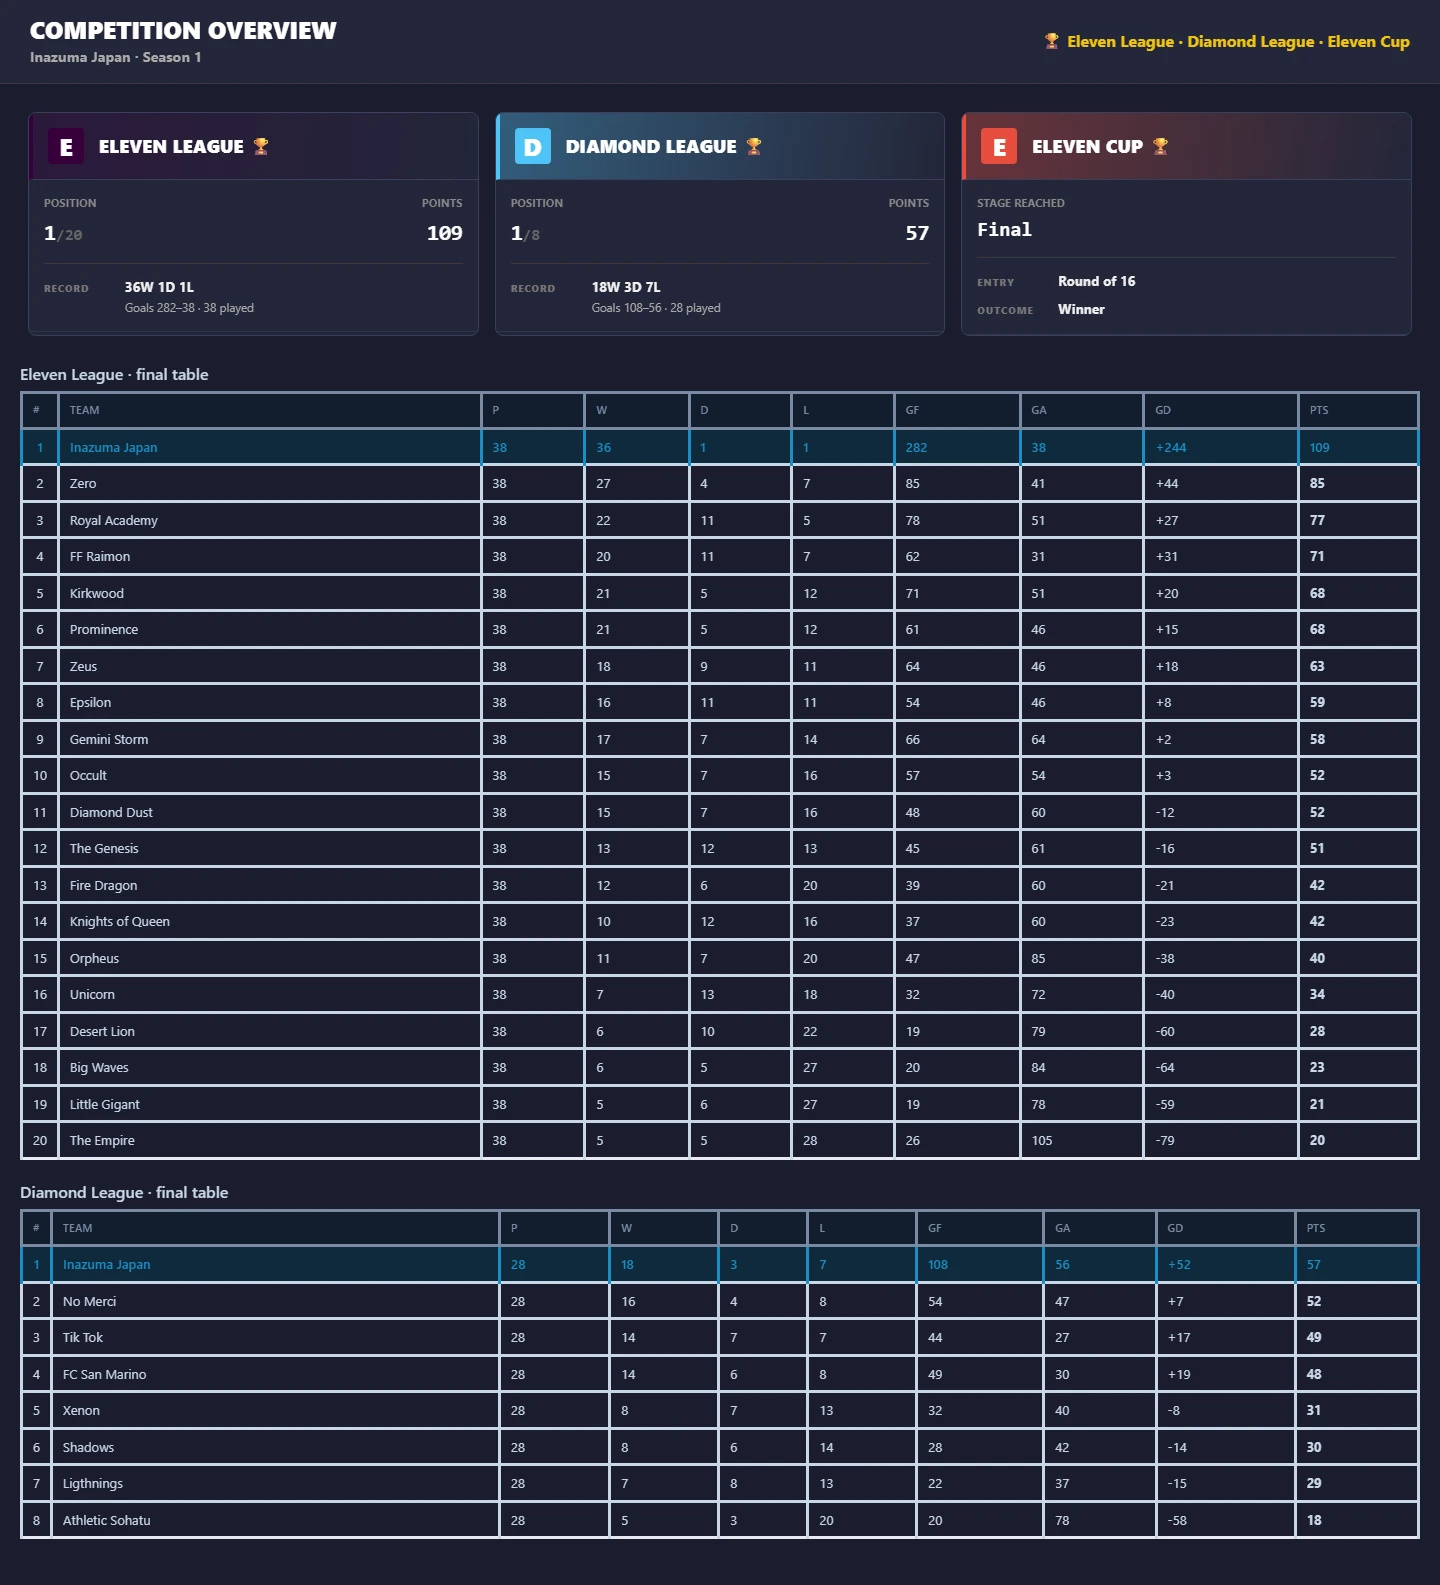 COMPETITION OVERVIEW
Inazuma Japan · Season 1
🏆 Eleven League · Diamond League · Eleven Cup
E ELEVEN LEAGUE 🏆
POSITION POINTS
1/20 109
RECORD 36W 1D 1L
Goals 282–38 · 38 played
D DIAMOND LEAGUE 🏆
POSITION POINTS
1/8 57
RECORD 18W 3D 7L
Goals 108–56 · 28 played
E ELEVEN CUP 🏆
STAGE REACHED
Final
ENTRY Round of 16
OUTCOME Winner
Eleven League · final table
# TEAM P W D L GF GA GD PTS
1 Inazuma Japan 38 36 1 1 282 38 +244 109
2 Zero 38 27 4 7 85 41 +44 85
3 Royal Academy 38 22 11 5 78 51 +27 77
4 FF Raimon 38 20 11 7 62 31 +31 71
5 Kirkwood 38 21 5 12 71 51 +20 68
6 Prominence 38 21 5 12 61 46 +15 68
7 Zeus 38 18 9 11 64 46 +18 63
8 Epsilon 38 16 11 11 54 46 +8 59
9 Gemini Storm 38 17 7 14 66 64 +2 58
10 Occult 38 15 7 16 57 54 +3 52
11 Diamond Dust 38 15 7 16 48 60 -12 52
12 The Genesis 38 13 12 13 45 61 -16 51
13 Fire Dragon 38 12 6 20 39 60 -21 42
14 Knights of Queen 38 10 12 16 37 60 -23 42
15 Orpheus 38 11 7 20 47 85 -38 40
16 Unicorn 38 7 13 18 32 72 -40 34
17 Desert Lion 38 6 10 22 19 79 -60 28
18 Big Waves 38 6 5 27 20 84 -64 23
19 Little Gigant 38 5 6 27 19 78 -59 21
20 The Empire 38 5 5 28 26 105 -79 20
Diamond League · final table
# TEAM P W D L GF GA GD PTS
1 Inazuma Japan 28 18 3 7 108 56 +52 57
2 No Merci 28 16 4 8 54 47 +7 52
3 Tik Tok 28 14 7 7 44 27 +17 49
4 FC San Marino 28 14 6 8 49 30 +19 48
5 Xenon 28 8 7 13 32 40 -8 31
6 Shadows 28 8 6 14 28 42 -14 30
7 Ligthnings 28 7 8 13 22 37 -15 29
8 Athletic Sohatu 28 5 3 20 20 78 -58 18